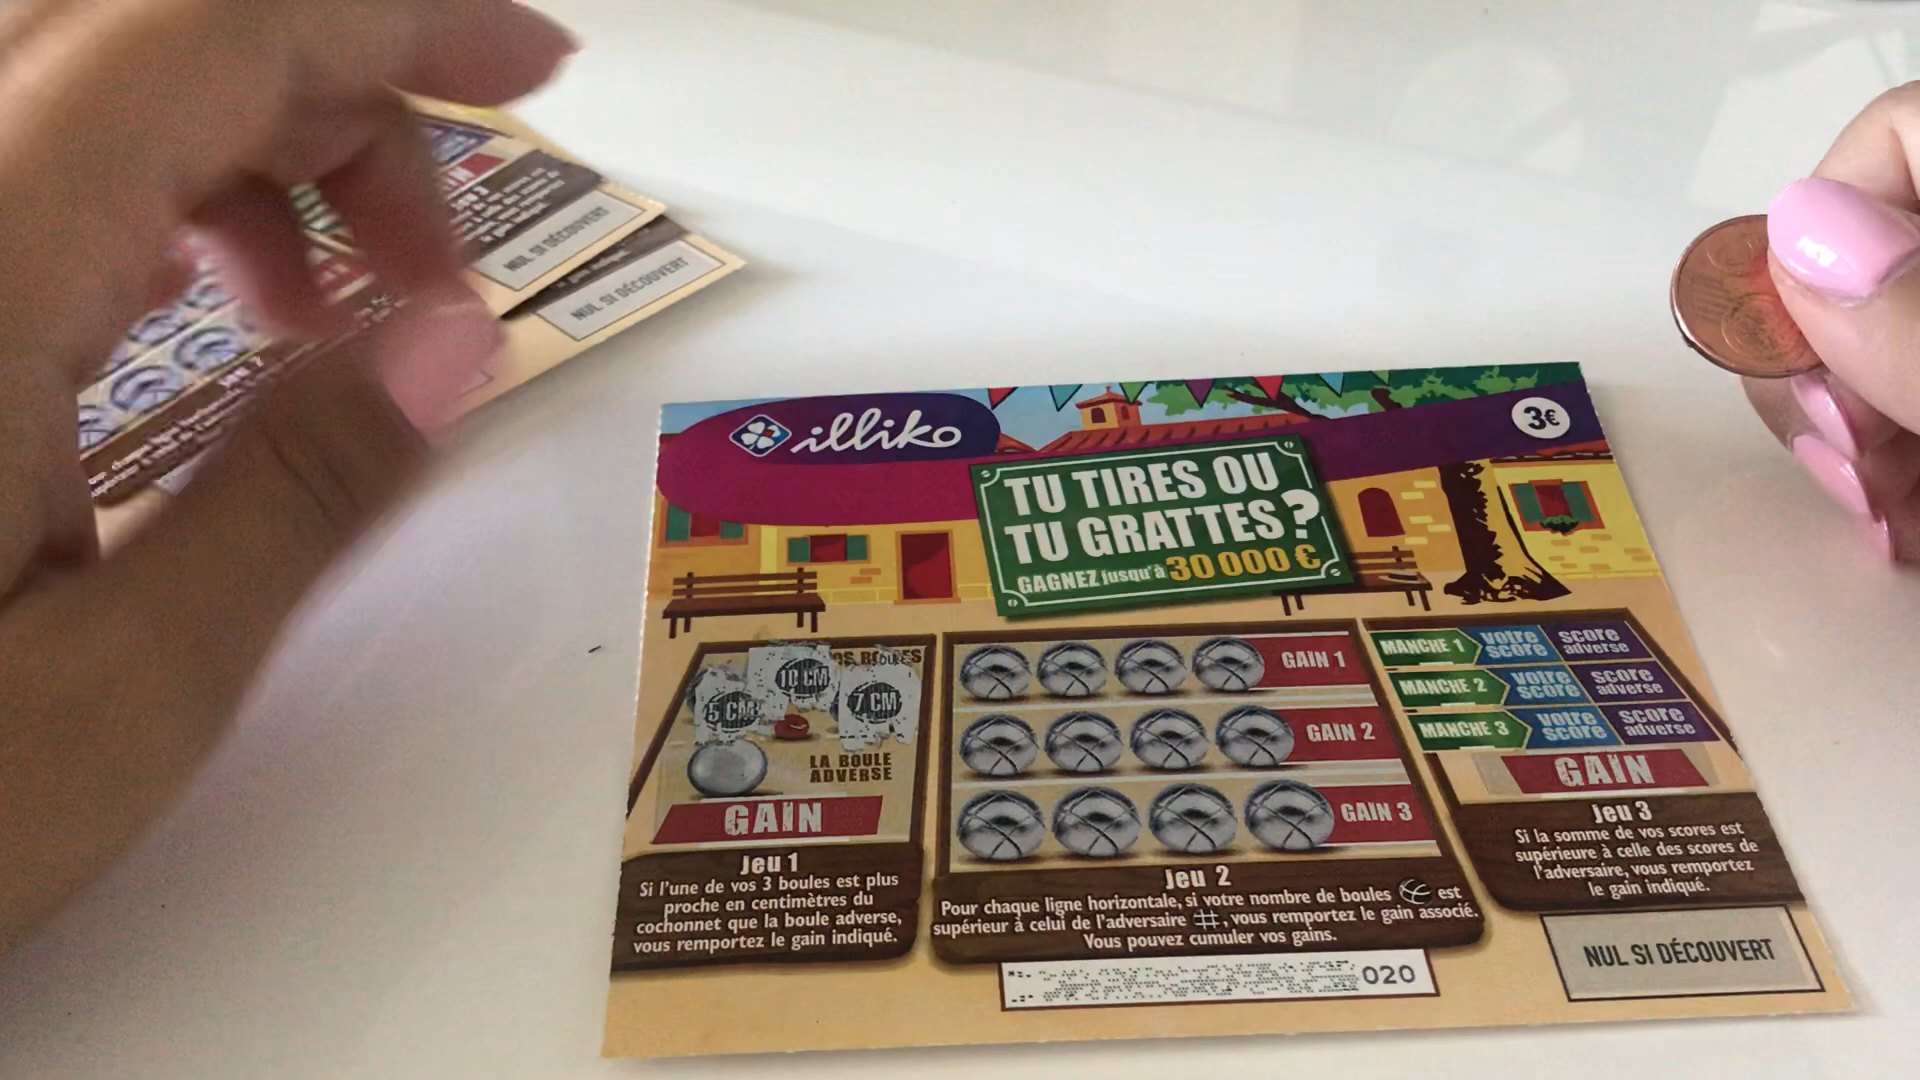 illiko
3€
TU TIRES OU
TU GRATTES?
GAGNEZ jusqu'à 30 000 €
VOS BOULES
10 CM
5 CM
7 CM
LA BOULE
ADVERSE
GAIN
Jeu 1
Si l'une de vos 3 boules est plus
proche en centimètres du
cochonnet que la boule adverse,
vous remportez le gain indiqué.
GAIN 1
GAIN 2
GAIN 3
Jeu 2
Pour chaque ligne horizontale, si votre nombre de boules est
supérieur à celui de l'adversaire , vous remportez le gain associé.
Vous pouvez cumuler vos gains.
020
MANCHE 1 votre score score adverse
MANCHE 2 votre score score adverse
MANCHE 3 votre score score adverse
GAIN
Jeu 3
Si la somme de vos scores est
supérieure à celle des scores de
l'adversaire, vous remportez
le gain indiqué.
NUL SI DÉCOUVERT
NUL SI DÉCOUVERT
NUL SI DÉCOUVERT